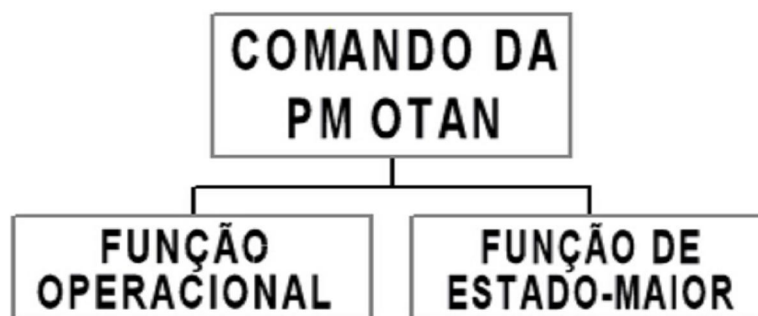 COMANDO DA
PM OTAN
FUNÇÃO
OPERACIONAL
FUNÇÃO DE
ESTADO-MAIOR